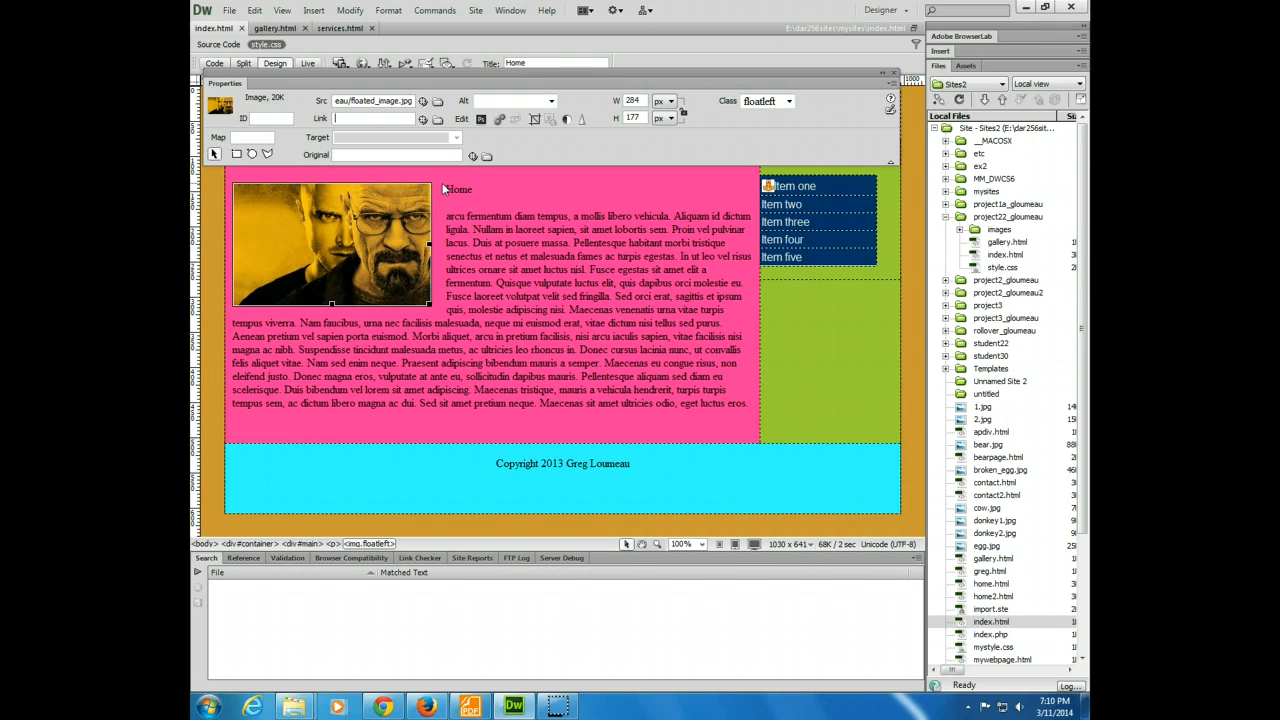 Dw File Edit View Insert Modify Format Commands Site Window Help Designer
index.html × gallery.html × services.html × E:\dar256sites\mysites\index.html
Source Code style.css
Code Split Design Live Title: Home
1000
Adobe BrowserLab
Insert
Files Assets
Sites2 Local view
Properties
Image, 20K Src eau/floated_image.jpg Alt W 284 px Class floatleft
ID Link Edit Ps H 177 px
Map Target
Original
Local Files Size
Site - Sites2 (E:\dar256sit...
__MACOSX
etc
ex2
MM_DWCS6
mysites
project1a_gloumeau
project22_gloumeau
images
gallery.html
index.html
style.css
project2_gloumeau
project2_gloumeau2
project3
project3_gloumeau
rollover_gloumeau
student22
student30
Templates
Unnamed Site 2
untitled
1.jpg
2.jpg
apdiv.html
bear.jpg
bearpage.html
broken_egg.jpg
contact.html
contact2.html
cow.jpg
donkey1.jpg
donkey2.jpg
egg.jpg
gallery.html
greg.html
home.html
home2.html
import.ste
index.html
index.php
mystyle.css
mywebpage.html
Home
arcu fermentum diam tempus, a mollis libero vehicula. Aliquam id dictum
ligula. Nullam in laoreet sapien, sit amet lobortis sem. Proin vel pulvinar
lacus. Duis at posuere massa. Pellentesque habitant morbi tristique
senectus et netus et malesuada fames ac turpis egestas. In ut leo vel risus
ultrices ornare sit amet luctus nisl. Fusce egestas sit amet elit a
fermentum. Quisque vulputate luctus enim, quis dapibus orci molestie eu.
Fusce laoreet volutpat velit sed fringilla. Sed orci erat, sagittis et ipsum
quis, molestie adipiscing nisi. Maecenas venenatis urna vitae turpis
tempus viverra. Nam faucibus, urna nec facilisis malesuada, neque mi euismod erat, vitae dictum nisi tellus sed purus.
Aenean pretium vel sapien porta euismod. Morbi aliquet, arcu in pretium facilisis, nisi arcu iaculis sapien, vitae facilisis nisi
magna ac nibh. Suspendisse tincidunt malesuada metus, ac ultricies leo rhoncus in. Donec cursus lacinia nunc, ut convallis
felis aliquet vitae. Nam sed enim neque. Praesent adipiscing bibendum mauris a semper. Maecenas eu congue risus, non
eleifend justo. Donec magna eros, vulputate at ante eu, sollicitudin dapibus mauris. Pellentesque aliquam sed diam eu
scelerisque. Duis bibendum vel lorem sit amet adipiscing. Maecenas tristique, mauris a vehicula hendrerit, turpis turpis
tempus sem, ac dictum libero magna ac dui. Sed sit amet pretium neque. Maecenas sit amet ultricies odio, eget luctus eros.
Item one
Item two
Item three
Item four
Item five
Copyright 2013 Greg Loumeau
<body> <div#container> <div#main> <p> <img.floatleft> 100% 1030 x 641 68K / 2 sec Unicode (UTF-8)
Search Reference Validation Browser Compatibility Link Checker Site Reports FTP Log Server Debug
File Matched Text
Ready Log...
PDF Dw
7:10 PM
3/11/2014